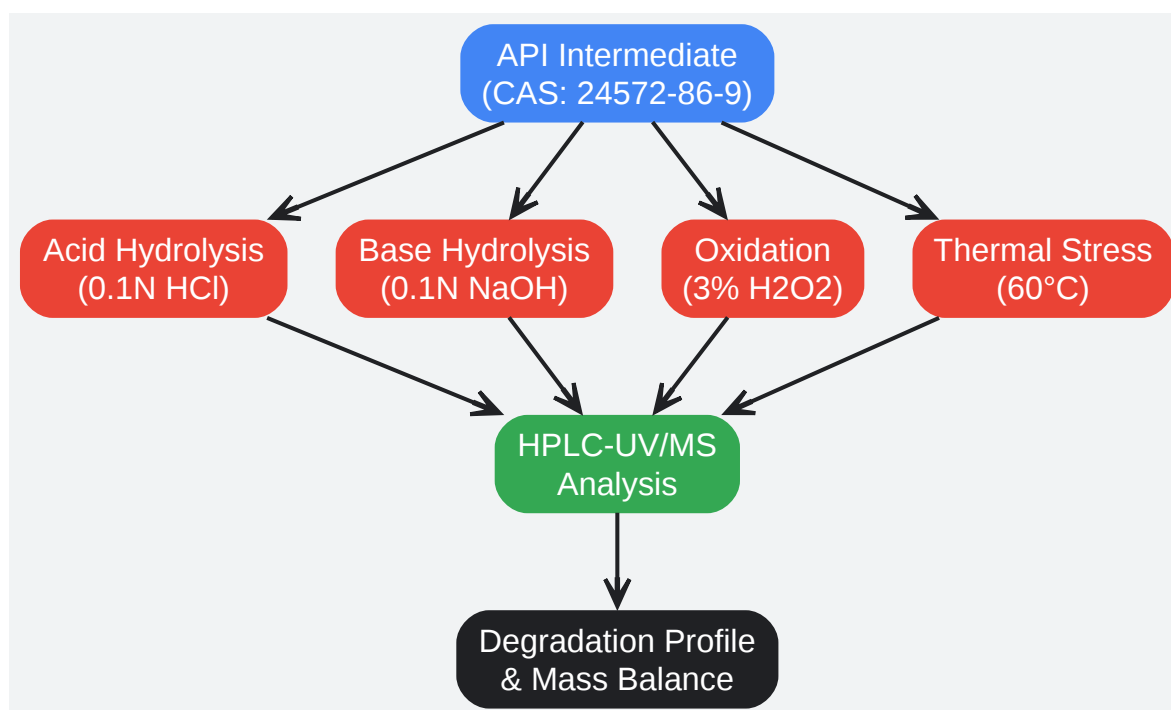 API Intermediate
(CAS: 24572-86-9)
Acid Hydrolysis
(0.1N HCl)
Base Hydrolysis
(0.1N NaOH)
Oxidation
(3% H2O2)
Thermal Stress
(60°C)
HPLC-UV/MS
Analysis
Degradation Profile
& Mass Balance